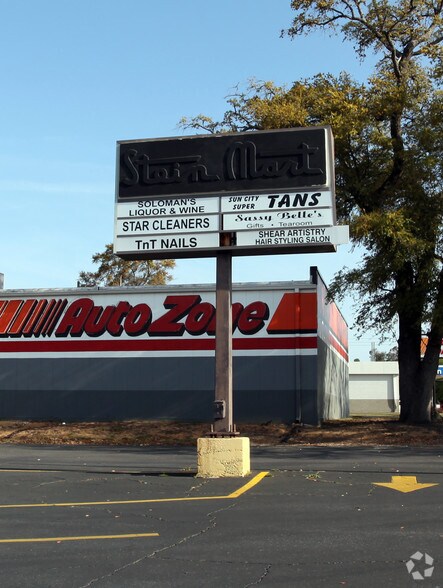 Stein Mart
SOLOMAN'S
LIQUOR & WINE
STAR CLEANERS
TnT NAILS
SUN CITY
SUPER TANS
Sassy Belle's
Gifts • Tearoom
SHEAR ARTISTRY
HAIR STYLING SALON
AutoZone